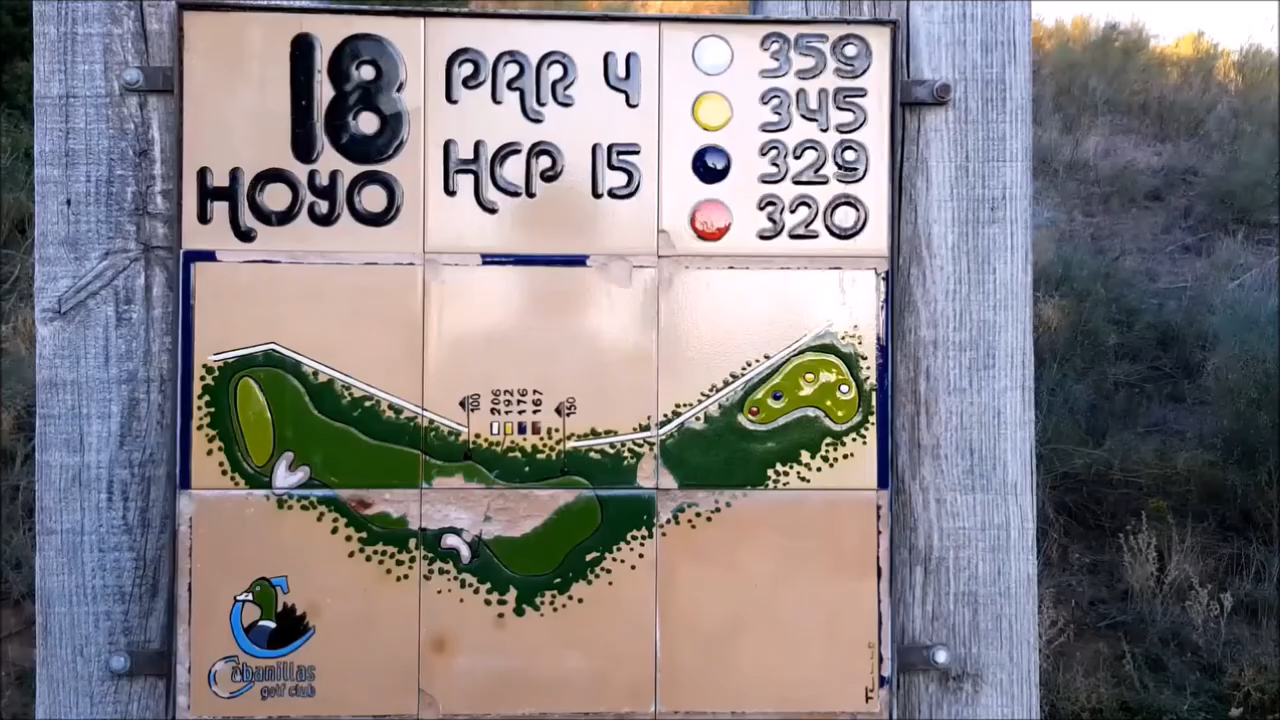 18
HOYO
PAR 4
HCP 15
359
345
329
320
100
206
192
176
167
150
Cabanillas
golf club